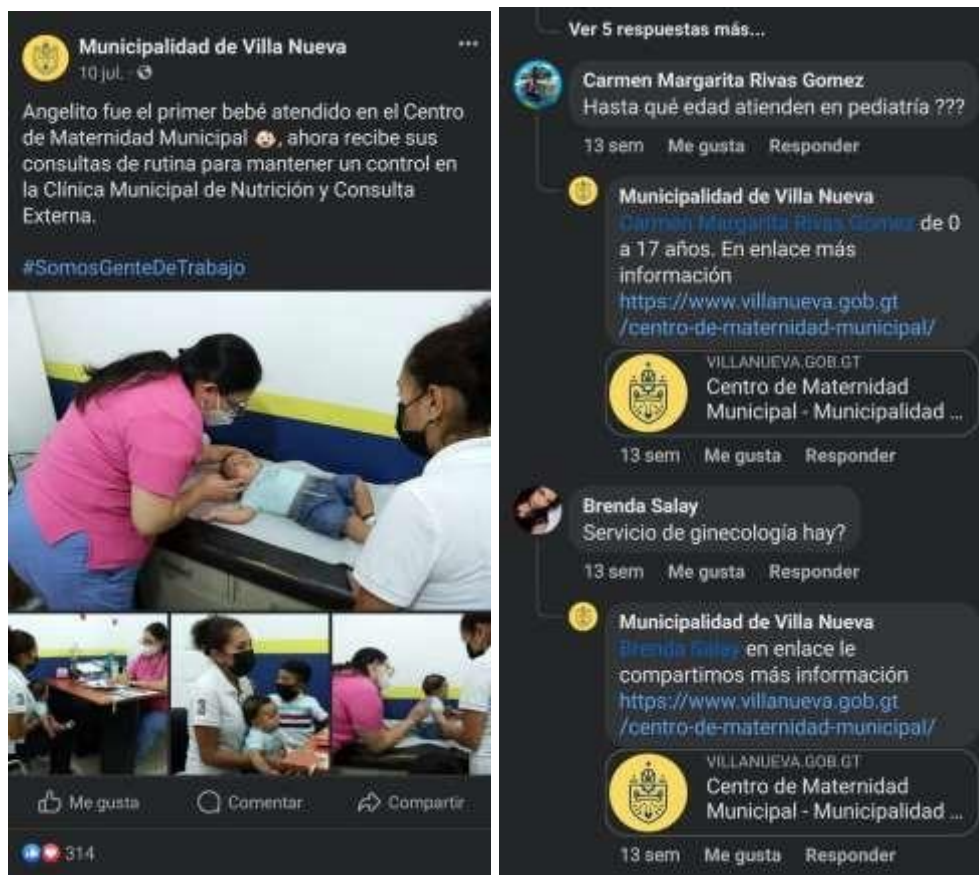 Municipalidad de Villa Nueva
10 jul.
Angelito fue el primer bebé atendido en el Centro
de Maternidad Municipal 👶🏻, ahora recibe sus
consultas de rutina para mantener un control en
la Clínica Municipal de Nutrición y Consulta
Externa.
#SomosGenteDeTrabajo
3
Me gusta Comentar Compartir
314
Ver 5 respuestas más...
Carmen Margarita Rivas Gomez
Hasta qué edad atienden en pediatría ???
13 sem Me gusta Responder
Municipalidad de Villa Nueva
Carmen Margarita Rivas Gomez de 0
a 17 años. En enlace más
información
https://www.villanueva.gob.gt
/centro-de-maternidad-municipal/
VILLANUEVA.GOB.GT
Centro de Maternidad
Municipal - Municipalidad ...
13 sem Me gusta Responder
Brenda Salay
Servicio de ginecología hay?
13 sem Me gusta Responder
Municipalidad de Villa Nueva
Brenda Salay en enlace le
compartimos más información
https://www.villanueva.gob.gt
/centro-de-maternidad-municipal/
VILLANUEVA.GOB.GT
Centro de Maternidad
Municipal - Municipalidad ...
13 sem Me gusta Responder